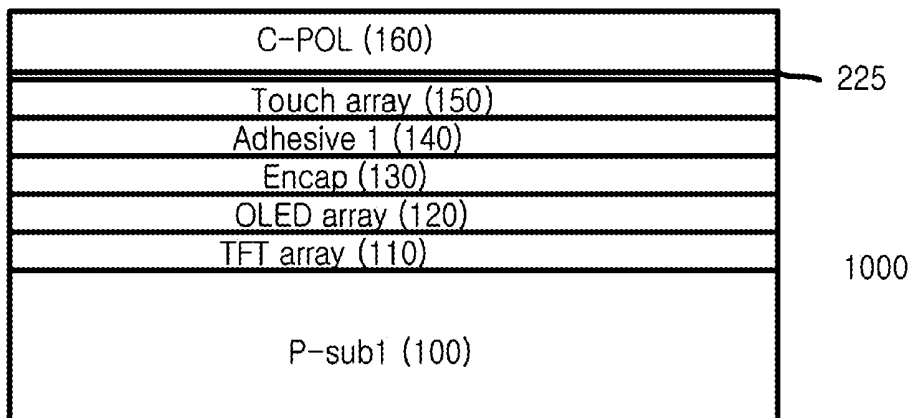 C-POL (160)
225
Touch array (150)
Adhesive 1 (140)
Encap (130)
OLED array (120)
TFT array (110)
1000
P-sub1 (100)